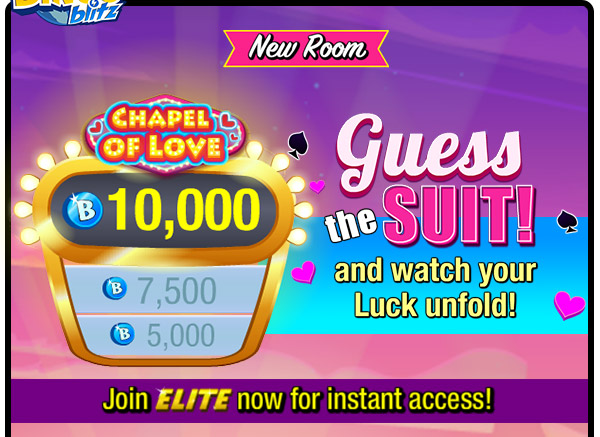 BINGO
blitz
New Room
CHAPEL
OF LOVE
B 10,000
B 7,500
B 5,000
Guess
the SUIT!
and watch your
Luck unfold!
Join ELITE now for instant access!